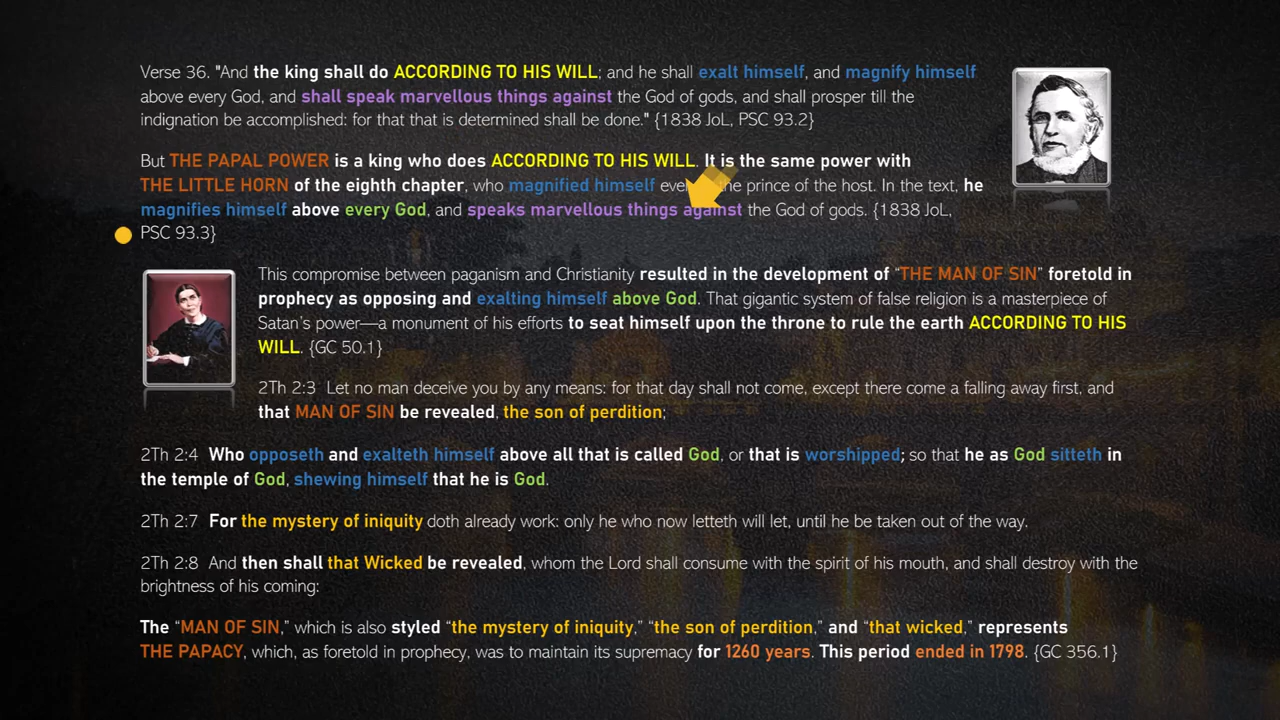 Verse 36. "And the king shall do ACCORDING TO HIS WILL; and he shall exalt himself, and magnify himself
above every God, and shall speak marvellous things against the God of gods, and shall prosper till the
indignation be accomplished: for that that is determined shall be done." {1838 JoL, PSC 93.2}
But THE PAPAL POWER is a king who does ACCORDING TO HIS WILL. It is the same power with
THE LITTLE HORN of the eighth chapter, who magnified himself the prince of the host. In the text, he
magnifies himself above every God, and speaks marvellous things against the God of gods. {1838 JoL,
PSC 93.3}
This compromise between paganism and Christianity resulted in the development of “THE MAN OF SIN” foretold in
prophecy as opposing and exalting himself above God. That gigantic system of false religion is a masterpiece of
Satan’s power—a monument of his efforts to seat himself upon the throne to rule the earth ACCORDING TO HIS
WILL. {GC 50.1}
2Th 2:3 Let no man deceive you by any means: for that day shall not come, except there come a falling away first, and
that MAN OF SIN be revealed, the son of perdition;
2Th 2:4 Who opposeth and exalteth himself above all that is called God, or that is worshipped; so that he as God sitteth in
the temple of God, shewing himself that he is God.
2Th 2:7 For the mystery of iniquity doth already work: only he who now letteth will let, until he be taken out of the way.
2Th 2:8 And then shall that Wicked be revealed, whom the Lord shall consume with the spirit of his mouth, and shall destroy with the
brightness of his coming:
The “MAN OF SIN,” which is also styled “the mystery of iniquity,” “the son of perdition,” and “that wicked,” represents
THE PAPACY, which, as foretold in prophecy, was to maintain its supremacy for 1260 years. This period ended in 1798. {GC 356.1}